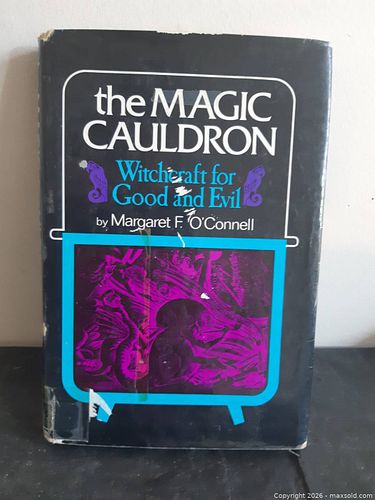 the MAGIC
CAULDRON
Witchcraft for
Good and Evil
by Margaret F. O'Connell
Copyright 2026 - maxsold.com